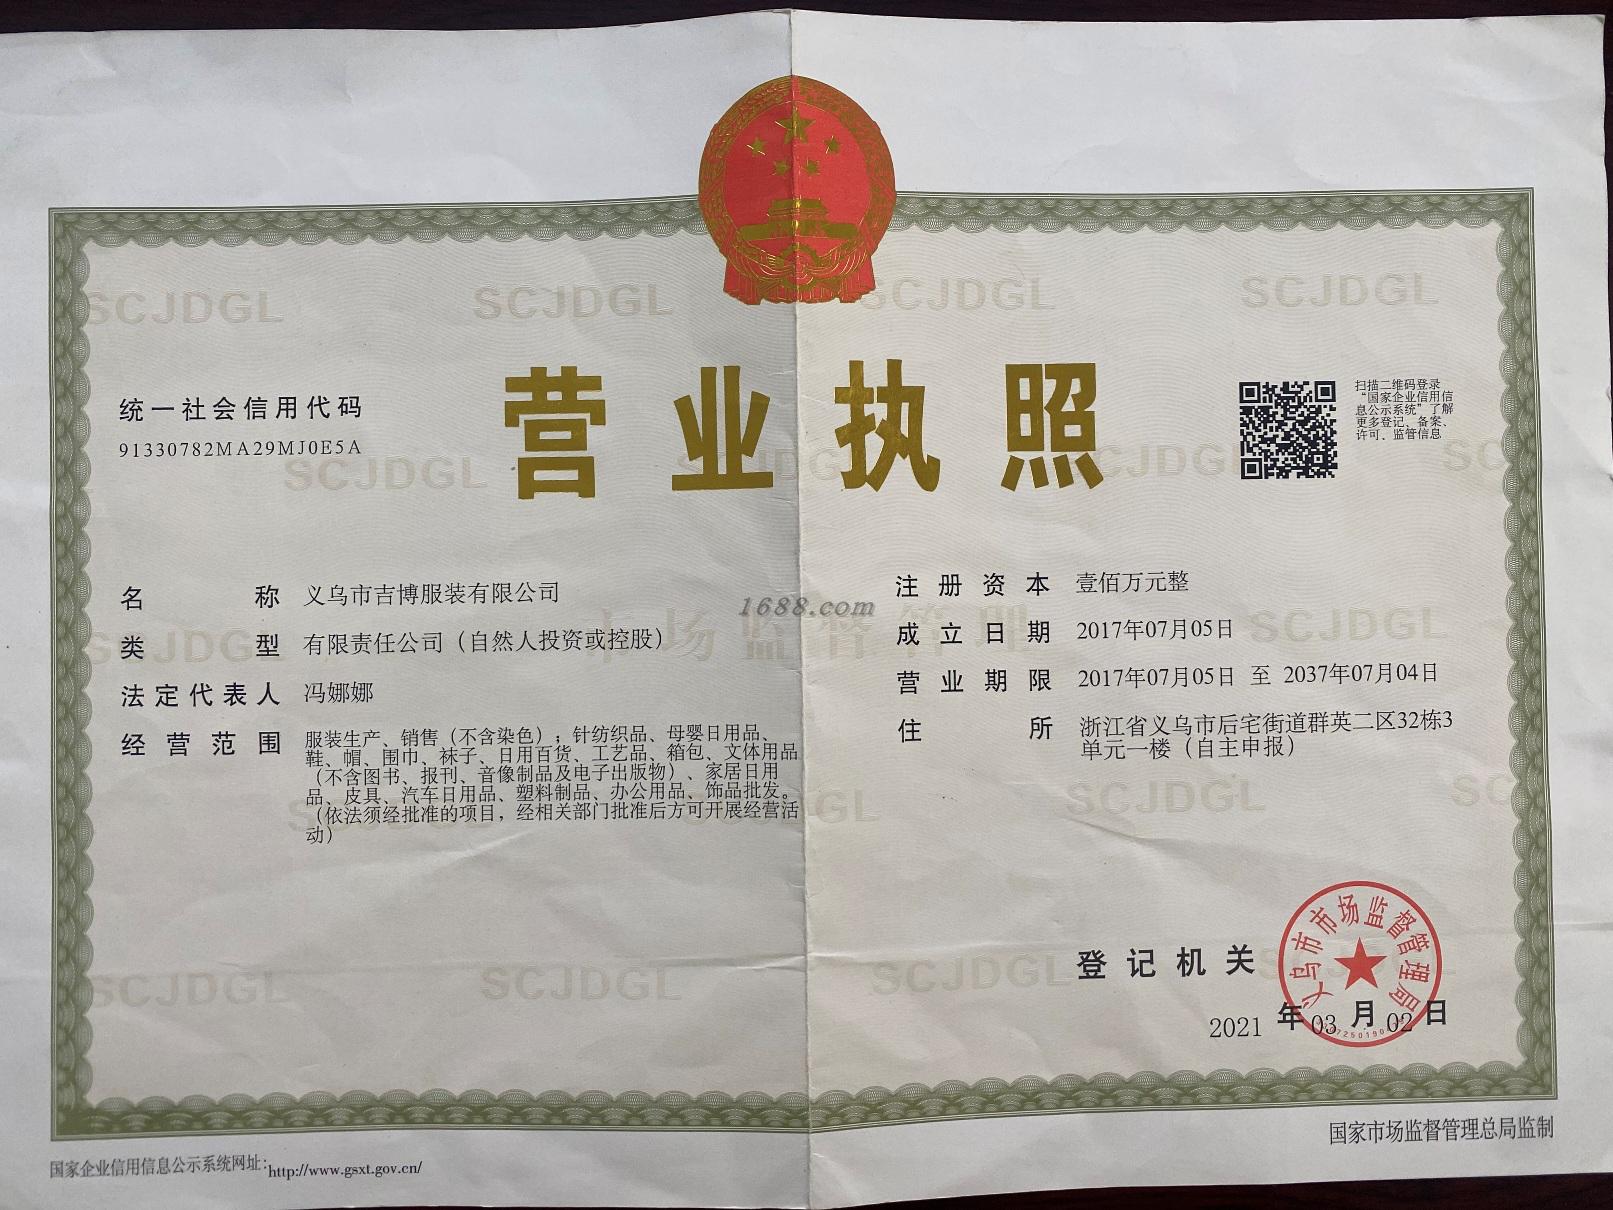 营业执照
统一社会信用代码
91330782MA29MJ0E5A
扫描二维码登录
“国家企业信用信
息公示系统”了解
更多登记、备案、
许可、监管信息
名称 义乌市吉博服装有限公司
类型 有限责任公司（自然人投资或控股）
法定代表人 冯娜娜
经营范围 服装生产、销售（不含染色）；针纺织品、母婴日用品、
鞋、帽、围巾、袜子、日用百货、工艺品、箱包、文体用品
（不含图书、报刊、音像制品及电子出版物）、家居日用
品、皮具、汽车日用品、塑料制品、办公用品、饰品批发。
（依法须经批准的项目，经相关部门批准后方可开展经营活
动）
注册资本 壹佰万元整
成立日期 2017年07月05日
营业期限 2017年07月05日 至 2037年07月04日
住所 浙江省义乌市后宅街道群英二区32栋3
单元一楼（自主申报）
1688.com
市场监督管理
SCJDGL
登记机关
义乌市市场监督管理局
2021 年 03 月 02 日
国家企业信用信息公示系统网址：http://www.gsxt.gov.cn/
国家市场监督管理总局监制